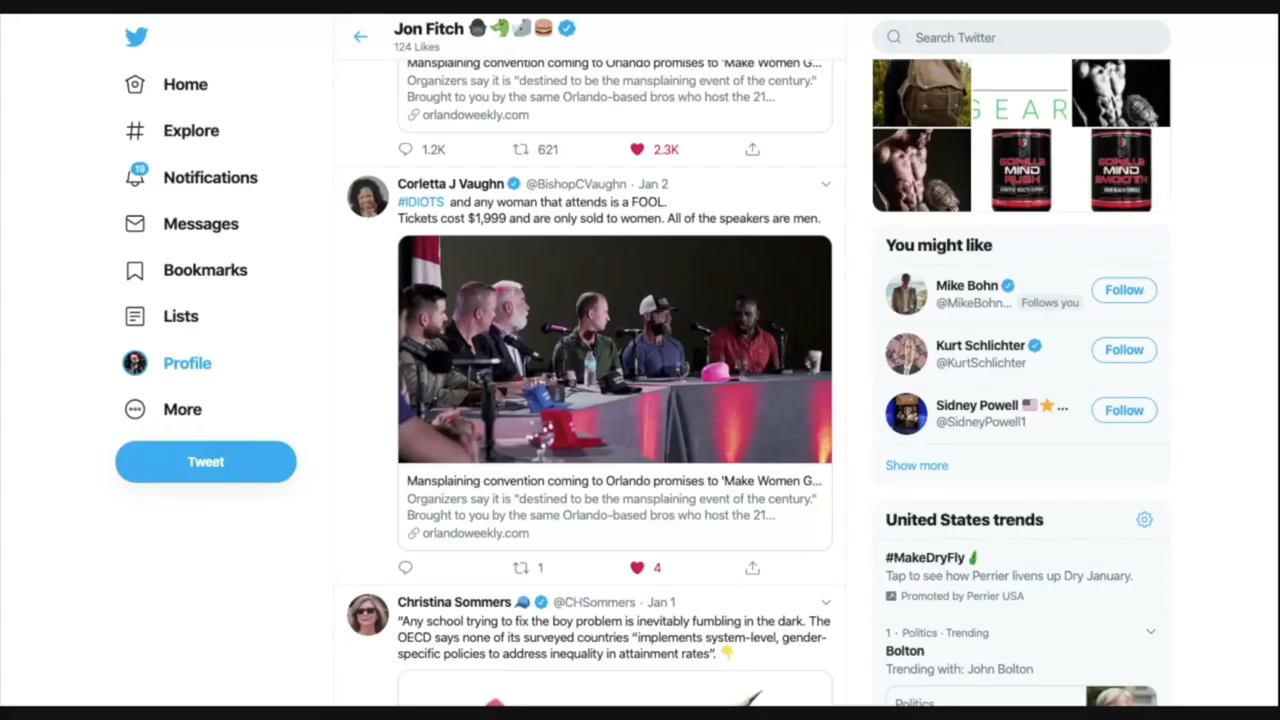 Home
Explore
19
Notifications
Messages
Bookmarks
Lists
Profile
More
Tweet
Jon Fitch
124 Likes
Mansplaining convention coming to Orlando promises to 'Make Women G...
Organizers say it is "destined to be the mansplaining event of the century."
Brought to you by the same Orlando-based bros who host the 21...
orlandoweekly.com
1.2K 621 2.3K
Corletta J Vaughn @BishopCVaughn · Jan 2
#IDIOTS and any woman that attends is a FOOL.
Tickets cost $1,999 and are only sold to women. All of the speakers are men.
Mansplaining convention coming to Orlando promises to 'Make Women G...
Organizers say it is "destined to be the mansplaining event of the century."
Brought to you by the same Orlando-based bros who host the 21...
orlandoweekly.com
1 4
Christina Sommers @CHSommers · Jan 1
“Any school trying to fix the boy problem is inevitably fumbling in the dark. The
OECD says none of its surveyed countries “implements system-level, gender-
specific policies to address inequality in attainment rates”.
Search Twitter
GEAR
GORILLA MIND RUSH
GORILLA MIND SMOOTH
You might like
Mike Bohn
@MikeBohn... Follows you
Follow
Kurt Schlichter
@KurtSchlichter
Follow
Sidney Powell ...
@SidneyPowell1
Follow
Show more
United States trends
#MakeDryFly
Tap to see how Perrier livens up Dry January.
Promoted by Perrier USA
1 · Politics · Trending
Bolton
Trending with: John Bolton
Politics